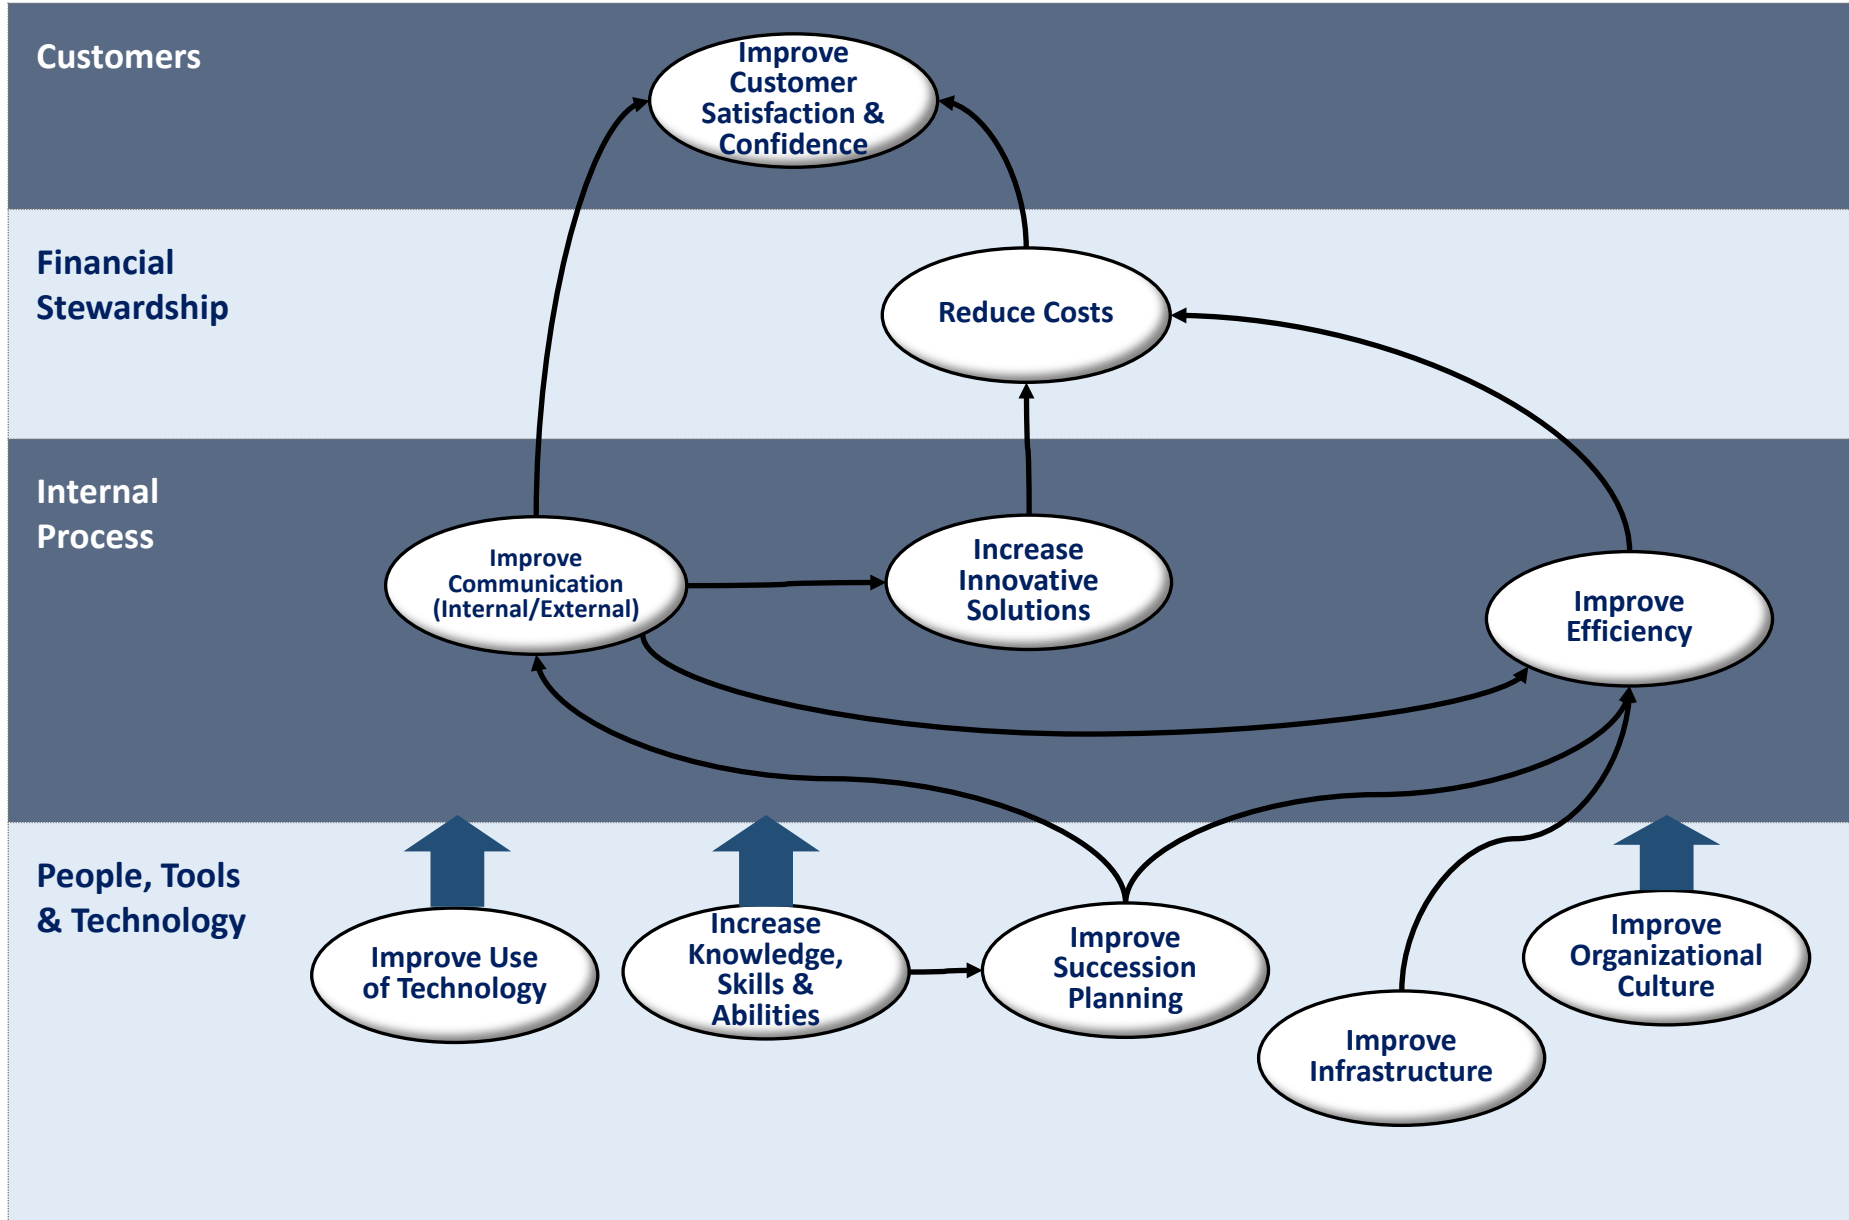 Customers
Improve
Customer
Satisfaction &
Confidence
Financial
Stewardship
Reduce Costs
Internal
Process
Improve
Communication
(Internal/External)
Increase
Innovative
Solutions
Improve
Efficiency
People, Tools
& Technology
Improve Use
of Technology
Increase
Knowledge,
Skills &
Abilities
Improve
Succession
Planning
Improve
Infrastructure
Improve
Organizational
Culture